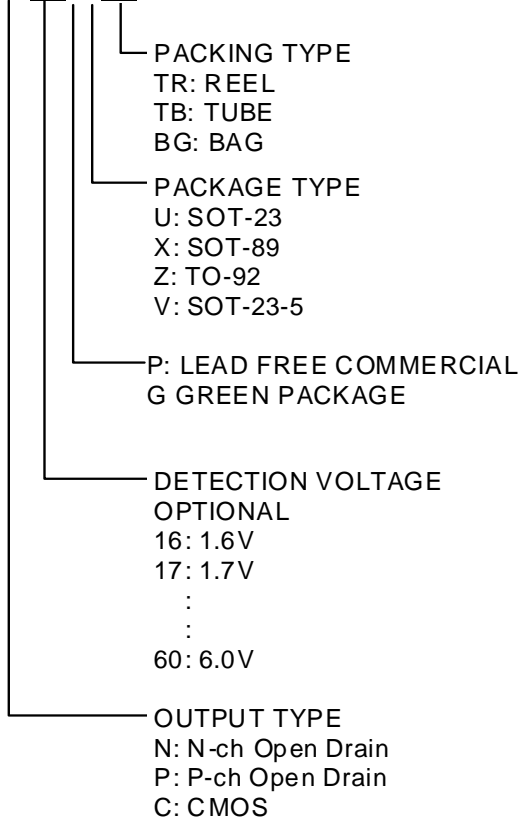 PACKING TYPE
TR: REEL
TB: TUBE
BG: BAG
PACKAGE TYPE
U: SOT-23
X: SOT-89
Z: TO-92
V: SOT-23-5
P: LEAD FREE COMMERCIAL
G GREEN PACKAGE
DETECTION VOLTAGE
OPTIONAL
16: 1.6V
17: 1.7V
:
:
60: 6.0V
OUTPUT TYPE
N: N-ch Open Drain
P: P-ch Open Drain
C: CMOS